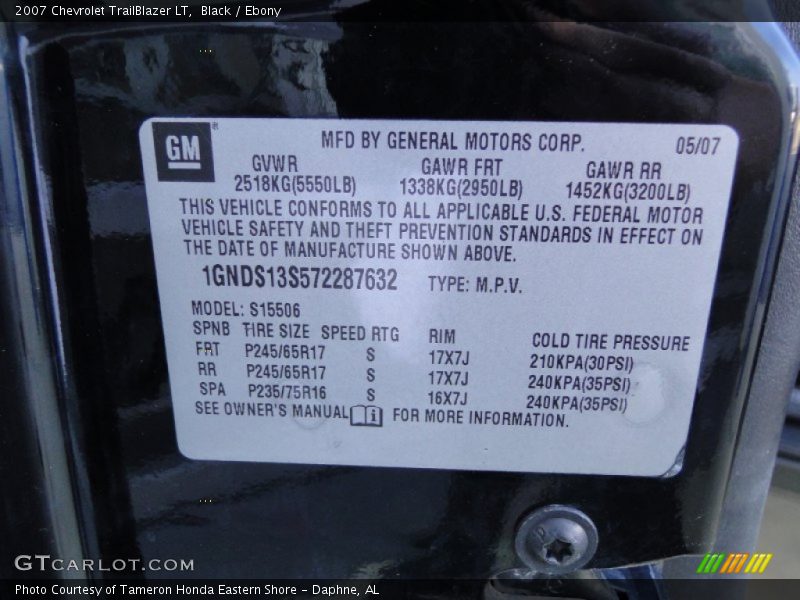 2007 Chevrolet TrailBlazer LT, Black / Ebony
GM
MFD BY GENERAL MOTORS CORP. 05/07
GVWR GAWR FRT GAWR RR
2518KG(5550LB) 1338KG(2950LB) 1452KG(3200LB)
THIS VEHICLE CONFORMS TO ALL APPLICABLE U.S. FEDERAL MOTOR
VEHICLE SAFETY AND THEFT PREVENTION STANDARDS IN EFFECT ON
THE DATE OF MANUFACTURE SHOWN ABOVE.
1GNDS13S572287632 TYPE: M.P.V.
MODEL: S15506
SPNB TIRE SIZE SPEED RTG RIM COLD TIRE PRESSURE
FRT P245/65R17 S 17X7J 210KPA(30PSI)
RR P245/65R17 S 17X7J 240KPA(35PSI)
SPA P235/75R16 S 16X7J 240KPA(35PSI)
SEE OWNER'S MANUAL i FOR MORE INFORMATION.
GTCARLOT.COM
Photo Courtesy of Tameron Honda Eastern Shore - Daphne, AL